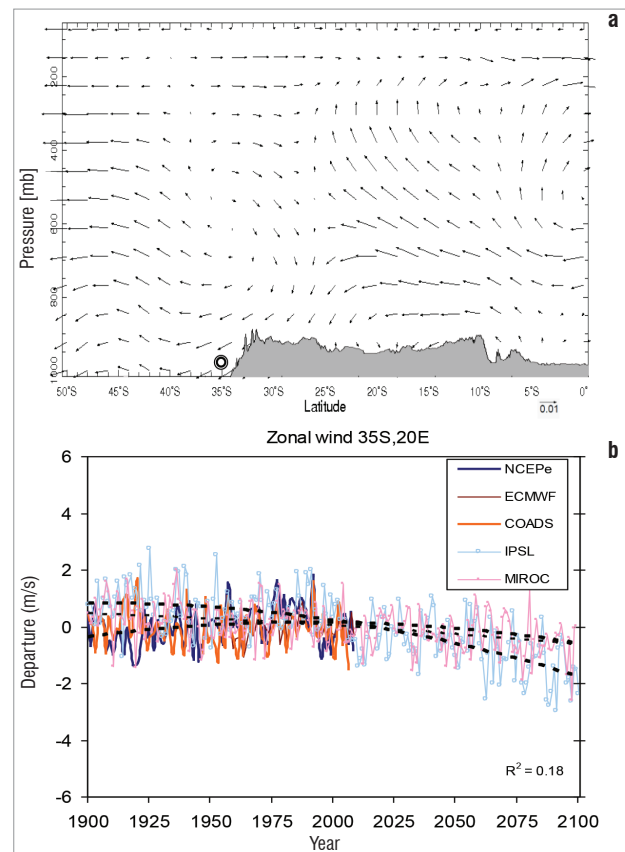 a
200
400
600
800
1000
Pressure [mb]
50°S 45°S 40°S 35°S 30°S 25°S 20°S 15°S 10°S 5°S 0°
Latitude
0.01
Zonal wind 35S,20E
b
6
4
2
0
-2
-4
-6
Departure (m/s)
NCEPe
ECMWF
COADS
IPSL
MIROC
R² = 0.18
1900 1925 1950 1975 2000 2025 2050 2075 2100
Year